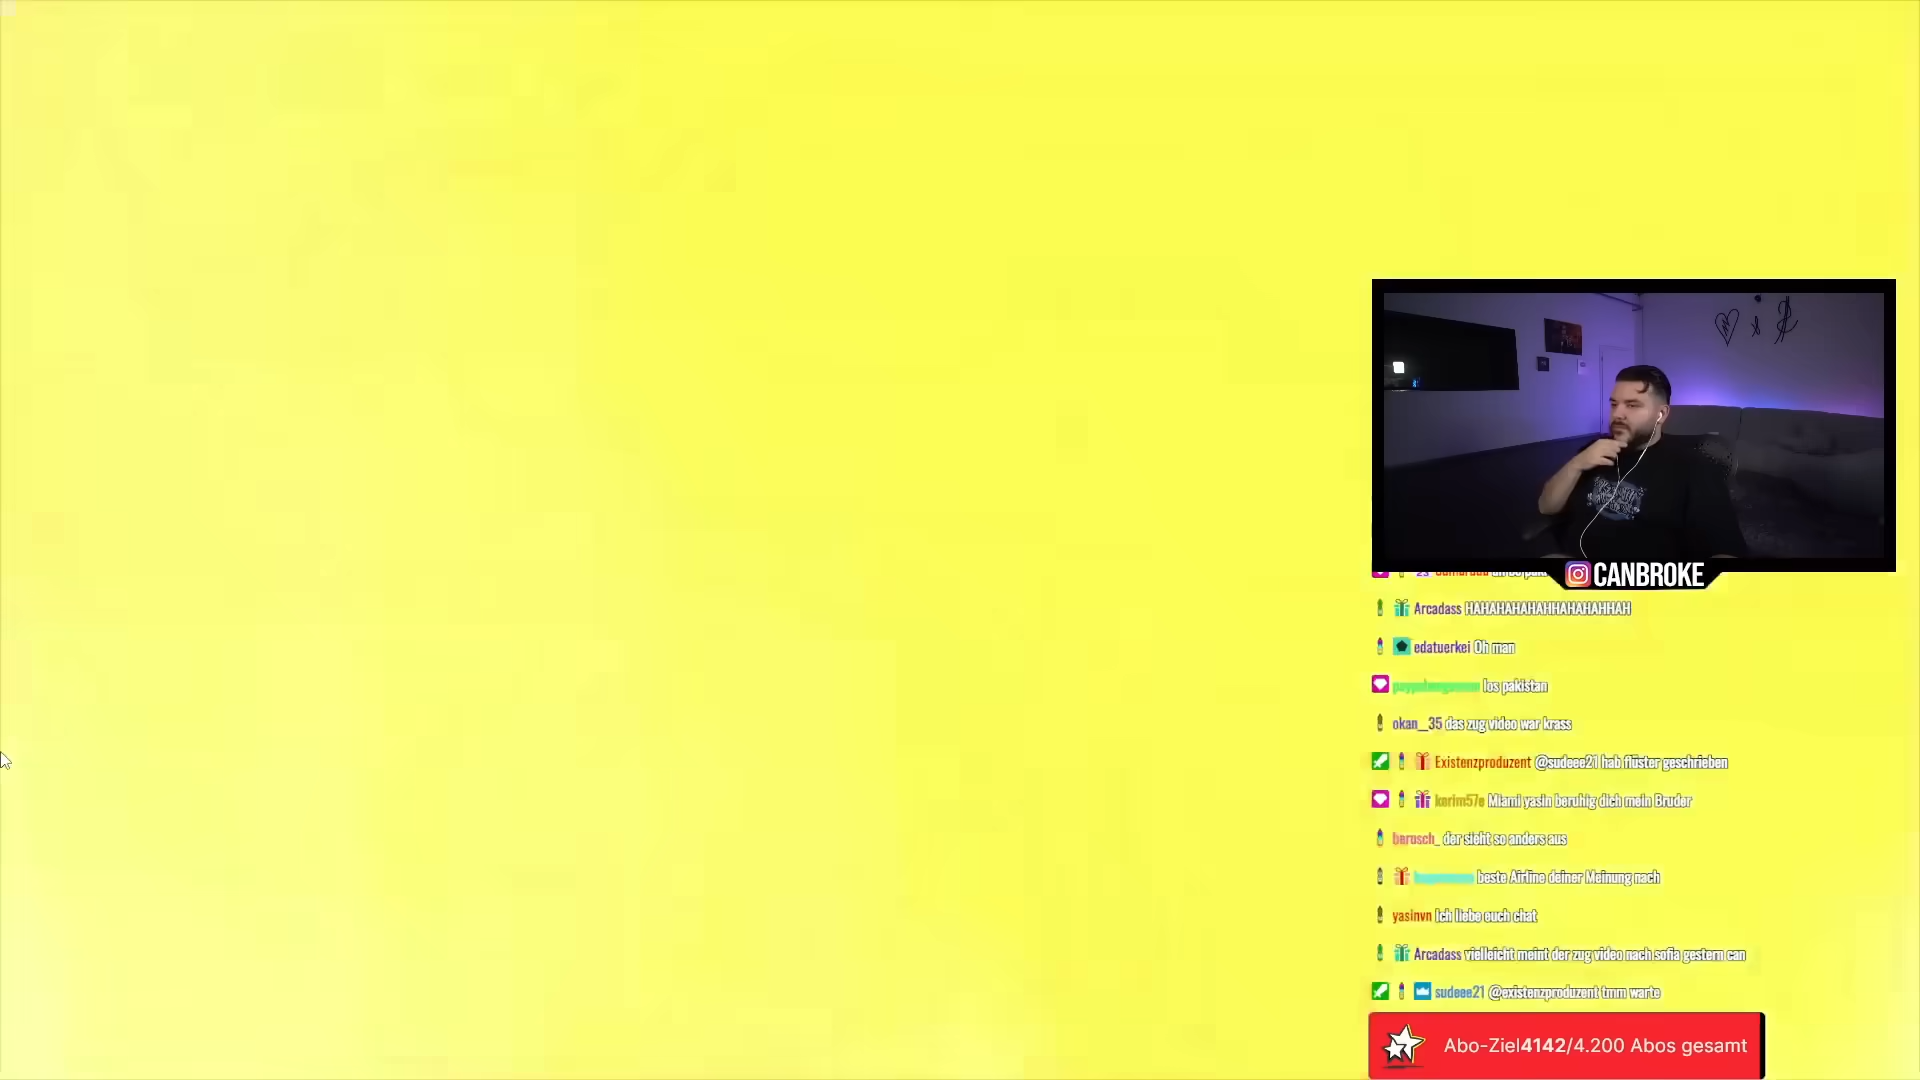 CANBROKE
Arcadass HAHAHAHAHAHHAHAHAHHAH
edatuerkei Oh man
los pakistan
okan__35 das zug video war krass
Existenzproduzent @sudeee21 hab flüster geschrieben
kerim57e Miami yasin beruhig dich mein Bruder
barusch_ der sieht so anders aus
beste Airline deiner Meinung nach
yasinvn ich liebe euch chat
Arcadass vielleicht meint der zug video nach sofia gestern can
sudeee21 @existenzproduzent tmm warte
Abo-Ziel4142/4.200 Abos gesamt